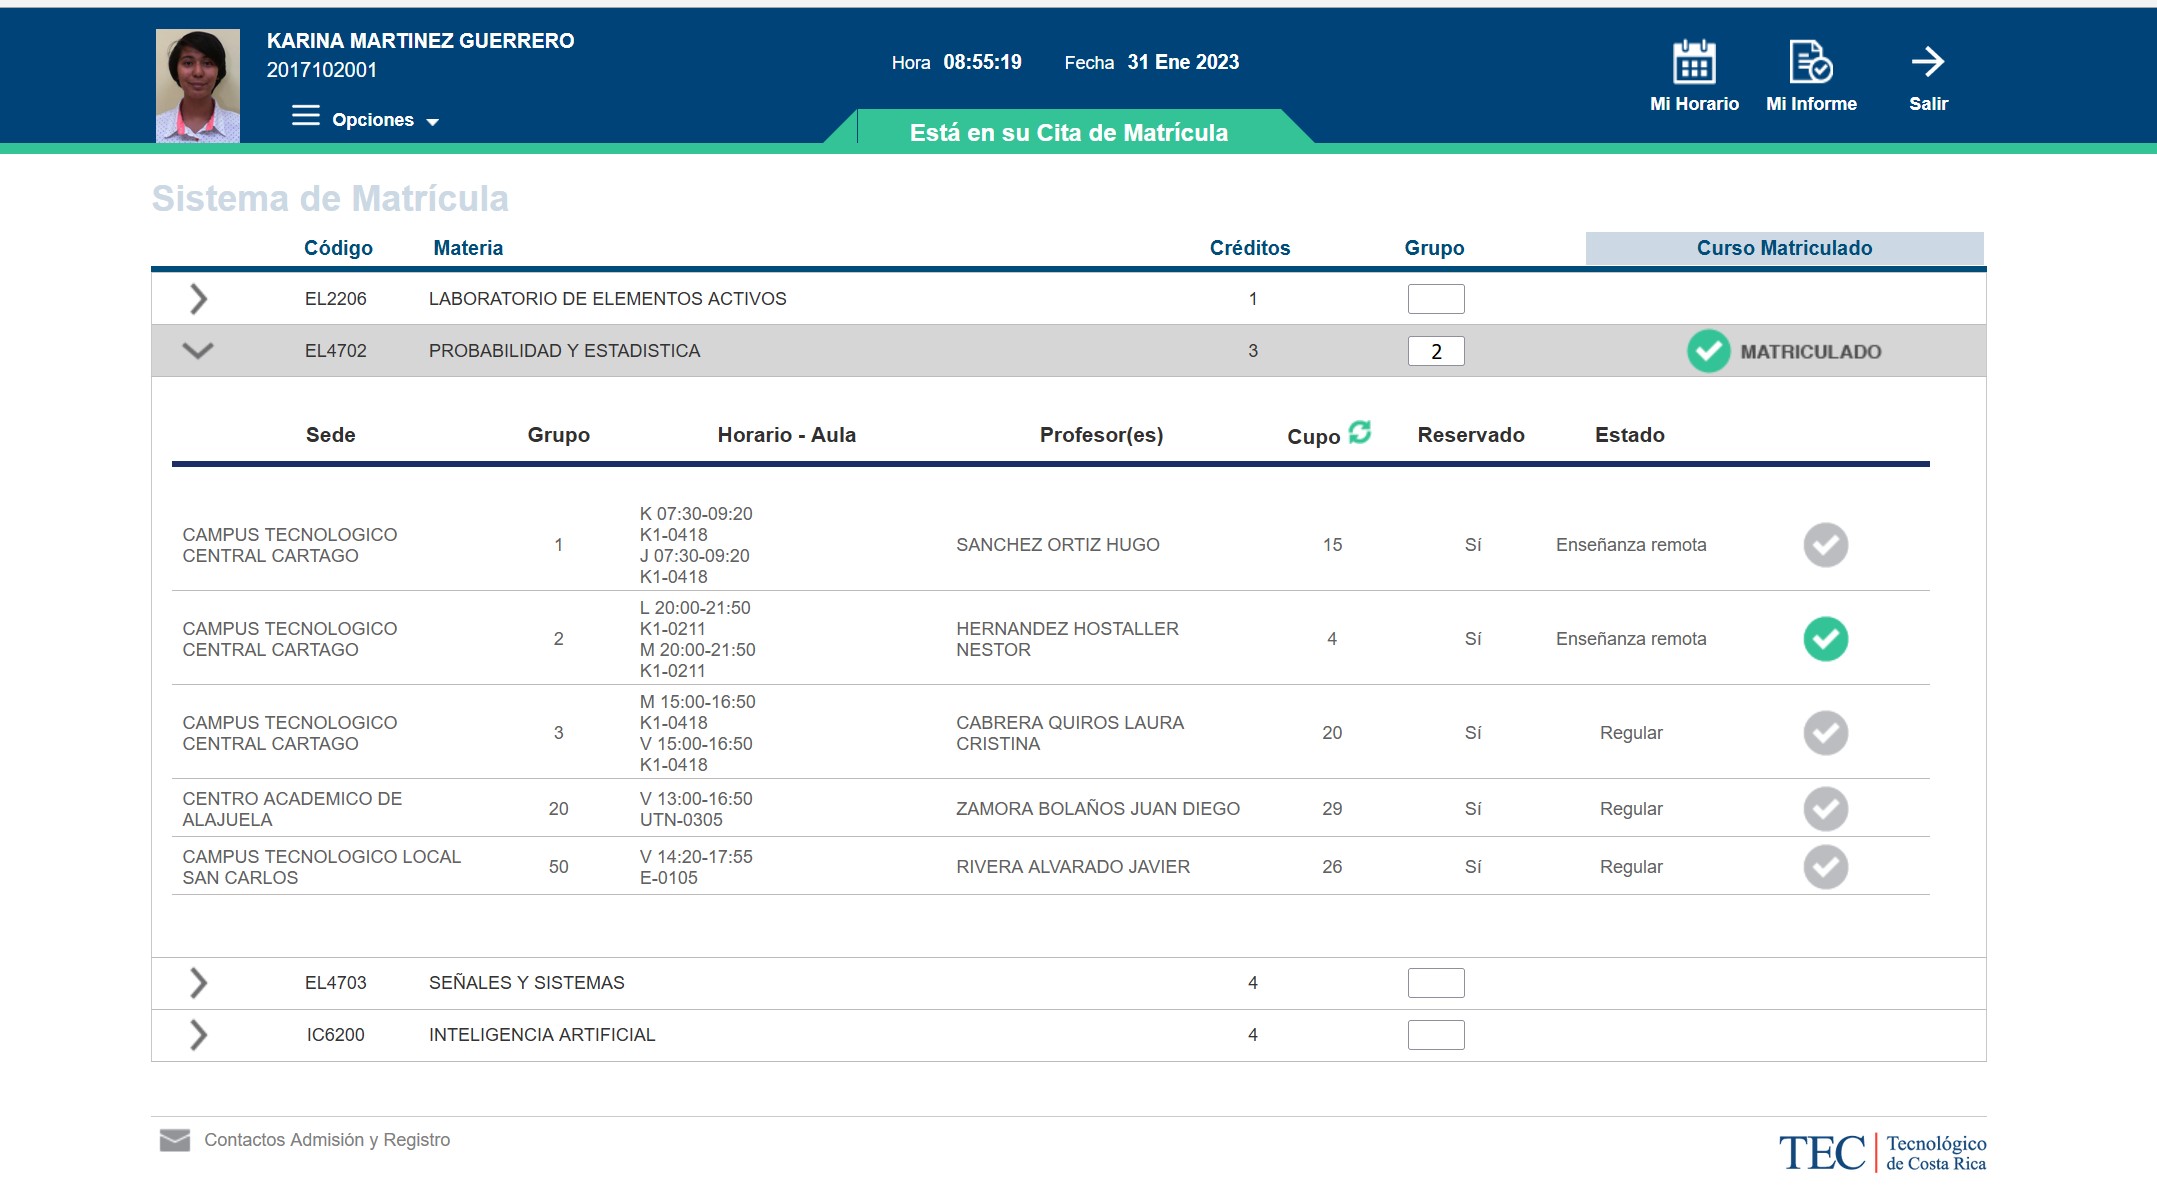 KARINA MARTINEZ GUERRERO
2017102001
Opciones
Hora 08:55:19 Fecha 31 Ene 2023
Está en su Cita de Matrícula
Mi Horario Mi Informe Salir
Sistema de Matrícula
Código Materia Créditos Grupo Curso Matriculado
EL2206 LABORATORIO DE ELEMENTOS ACTIVOS 1
EL4702 PROBABILIDAD Y ESTADISTICA 3 2 MATRICULADO
Sede Grupo Horario - Aula Profesor(es) Cupo Reservado Estado
CAMPUS TECNOLOGICO
CENTRAL CARTAGO
1
K 07:30-09:20
K1-0418
J 07:30-09:20
K1-0418
SANCHEZ ORTIZ HUGO
15
Sí
Enseñanza remota
CAMPUS TECNOLOGICO
CENTRAL CARTAGO
2
L 20:00-21:50
K1-0211
M 20:00-21:50
K1-0211
HERNANDEZ HOSTALLER
NESTOR
4
Sí
Enseñanza remota
CAMPUS TECNOLOGICO
CENTRAL CARTAGO
3
M 15:00-16:50
K1-0418
V 15:00-16:50
K1-0418
CABRERA QUIROS LAURA
CRISTINA
20
Sí
Regular
CENTRO ACADEMICO DE
ALAJUELA
20
V 13:00-16:50
UTN-0305
ZAMORA BOLAÑOS JUAN DIEGO
29
Sí
Regular
CAMPUS TECNOLOGICO LOCAL
SAN CARLOS
50
V 14:20-17:55
E-0105
RIVERA ALVARADO JAVIER
26
Sí
Regular
EL4703 SEÑALES Y SISTEMAS 4
IC6200 INTELIGENCIA ARTIFICIAL 4
Contactos Admisión y Registro
TEC Tecnológico
de Costa Rica